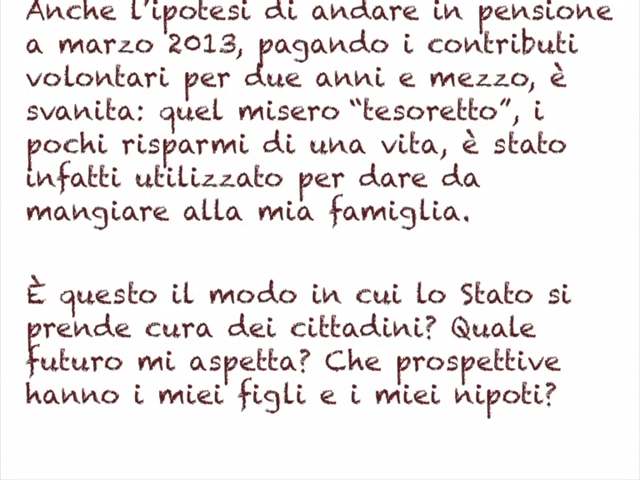 Anche l'ipotesi di andare in pensione
a marzo 2013, pagando i contributi
volontari per due anni e mezzo, è
svanita: quel misero "tesoretto", i
pochi risparmi di una vita, è stato
infatti utilizzato per dare da
mangiare alla mia famiglia.
È questo il modo in cui lo Stato si
prende cura dei cittadini? Quale
futuro mi aspetta? Che prospettive
hanno i miei figli e i miei nipoti?